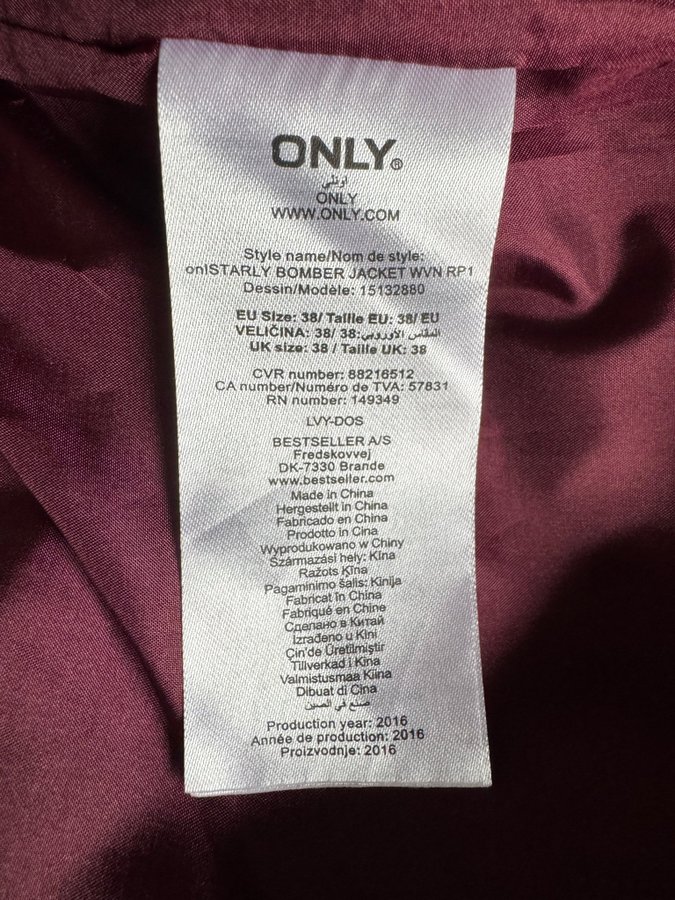 ONLY®
اونلي
ONLY
WWW.ONLY.COM
Style name/Nom de style:
onlSTARLY BOMBER JACKET WVN RP1
Dessin/Modèle: 15132880
EU Size: 38/ Taille EU: 38/ EU
VELIČINA: 38/ 38:المقاس الأوروبي
UK size: 38 / Taille UK: 38
CVR number: 88216512
CA number/Numéro de TVA: 57831
RN number: 149349
LVY-DOS
BESTSELLER A/S
Fredskovvej
DK-7330 Brande
www.bestseller.com
Made in China
Hergestellt in China
Fabricado en China
Prodotto in Cina
Wyprodukowano w Chiny
Származási hely: Kína
Ražots Ķīna
Pagaminimo šalis: Kinija
Fabricat în China
Fabriqué en Chine
Сделано в Китай
Izrađeno u Kini
Çin'de Üretilmiştir
Tillverkad i Kina
Valmistusmaa Kiina
Dibuat di Cina
صنع في الصين
Production year: 2016
Année de production: 2016
Proizvodnje: 2016